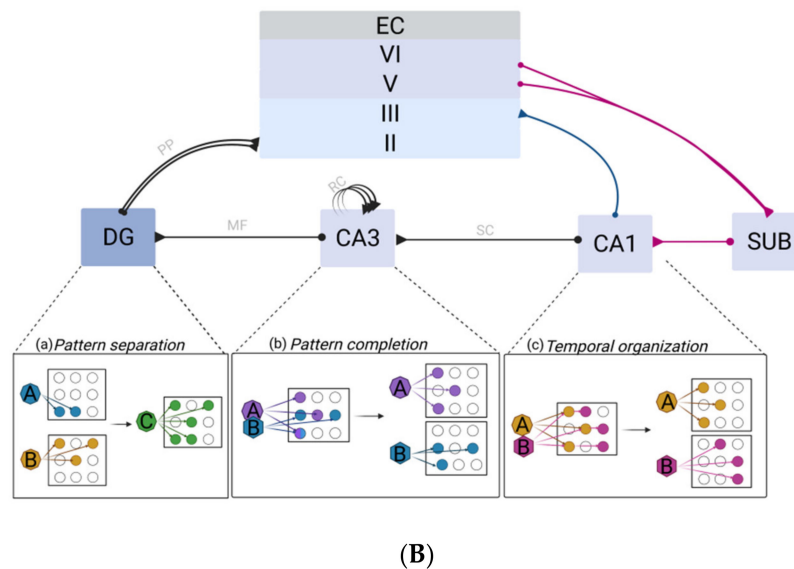 EC
VI
V
III
II
PP
RC
DG
MF
CA3
SC
CA1
SUB
(a) Pattern separation
(b) Pattern completion
(c) Temporal organization
A
B
C
A
B
A
B
A
B
A
B
(B)